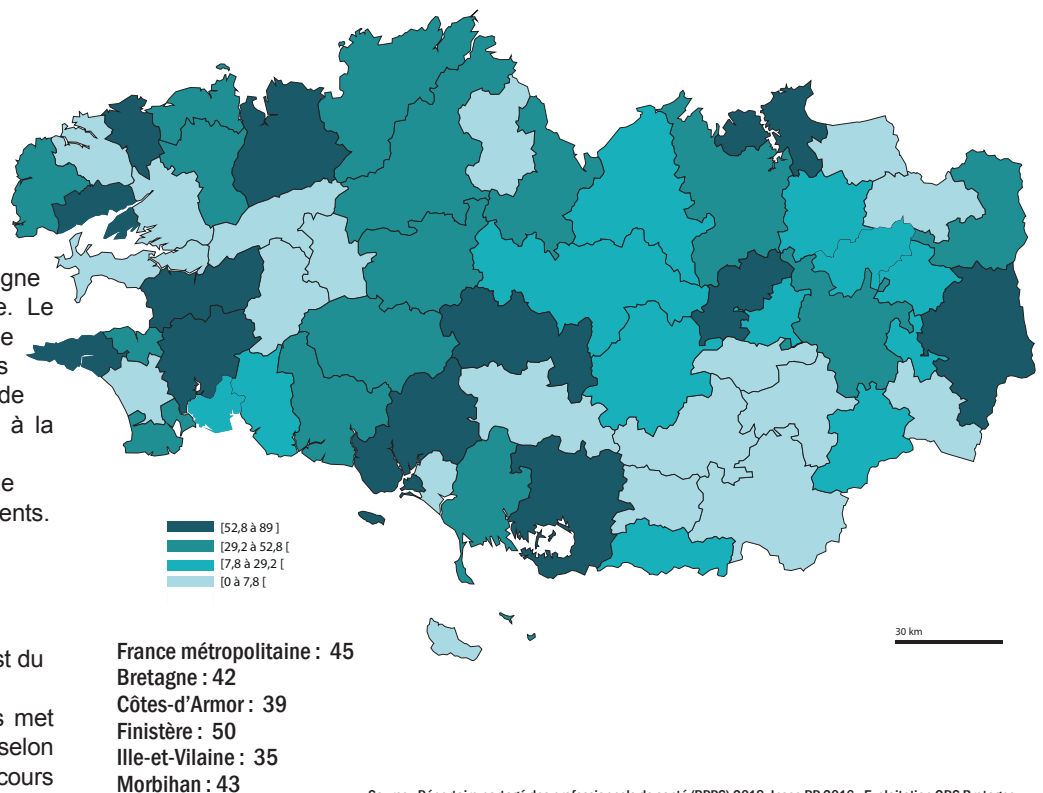 igne
e. Le
e
s
de
à la
e
ents.
[52,8 à 89 ]
[29,2 à 52,8 [
[7,8 à 29,2 [
[0 à 7,8 [
30 km
st du
s met
selon
cours
France métropolitaine : 45
Bretagne : 42
Côtes-d'Armor : 39
Finistère : 50
Ille-et-Vilaine : 35
Morbihan : 43